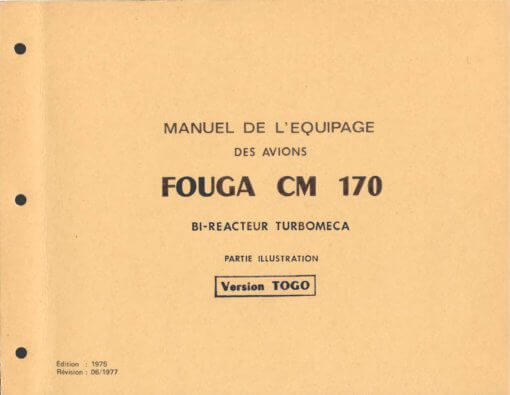 MANUEL DE L'EQUIPAGE
DES AVIONS
FOUGA CM 170
BI-REACTEUR TURBOMECA
PARTIE ILLUSTRATION
Version TOGO
Edition : 1975
Révision : 06/1977